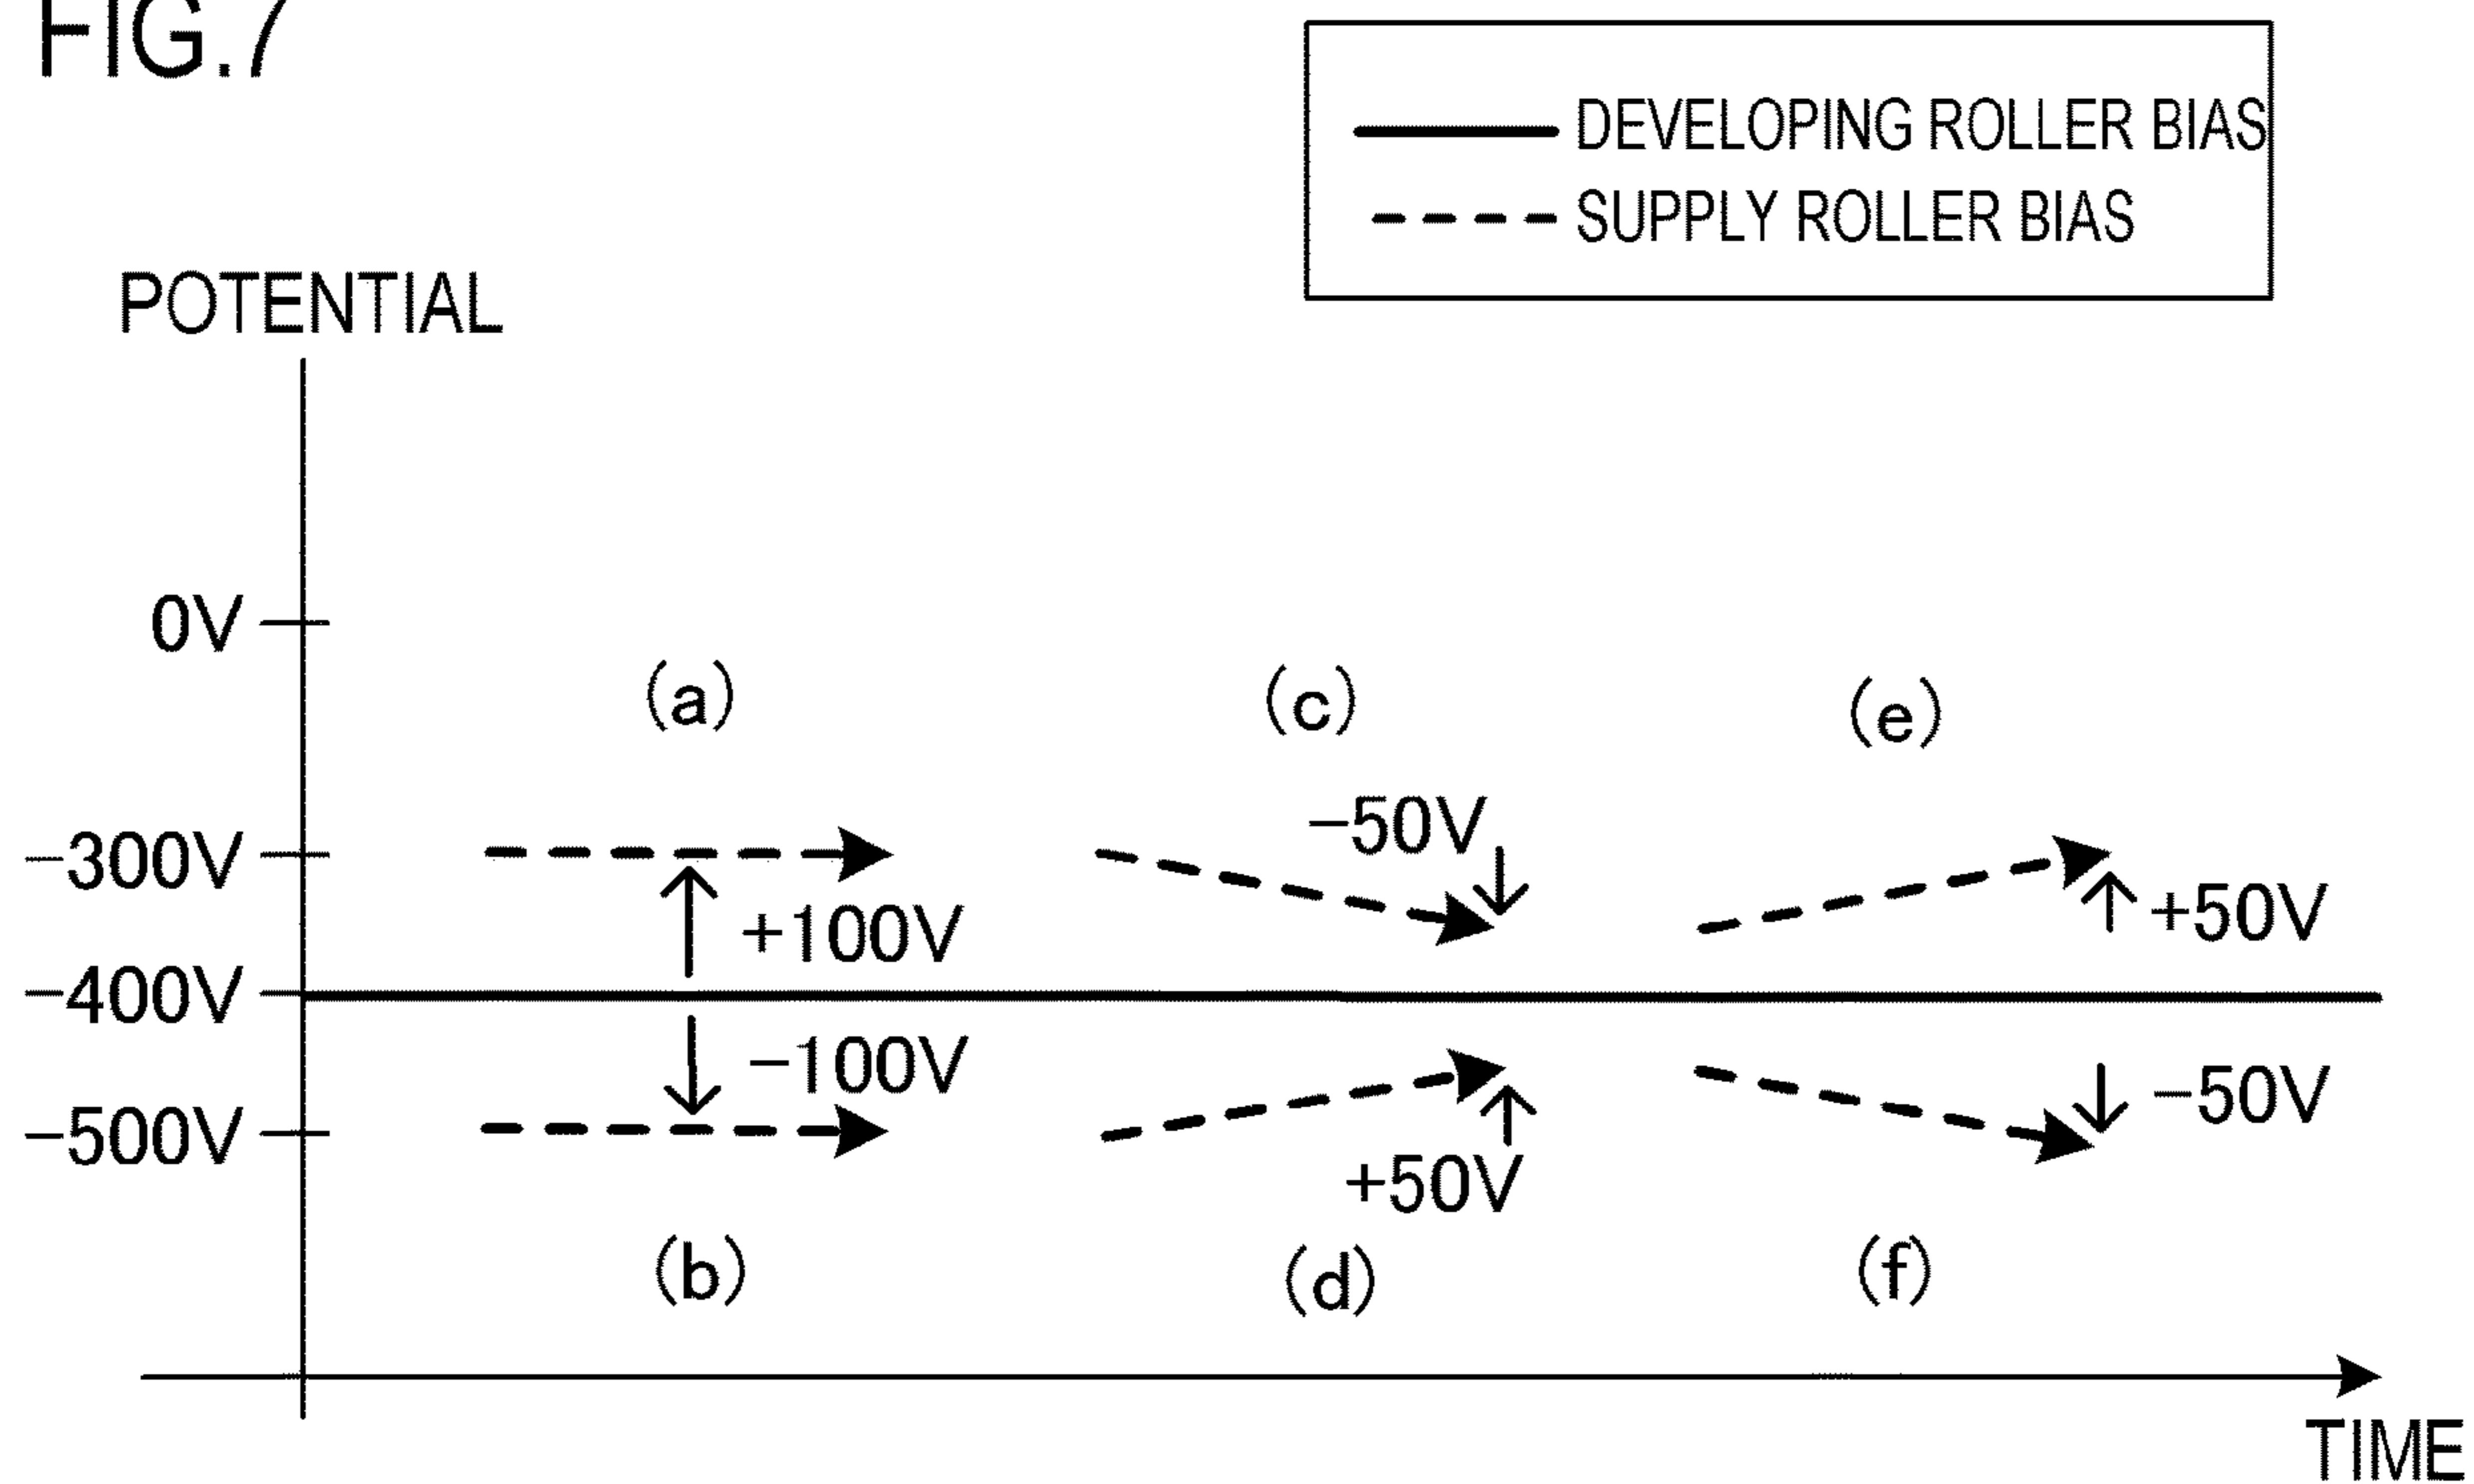 FIG.7
DEVELOPING ROLLER BIAS
SUPPLY ROLLER BIAS
POTENTIAL
0V
(a)
(c)
(e)
−50V
−300V
+100V
+50V
−400V
−100V
−50V
−500V
+50V
(b)
(d)
(f)
TIME